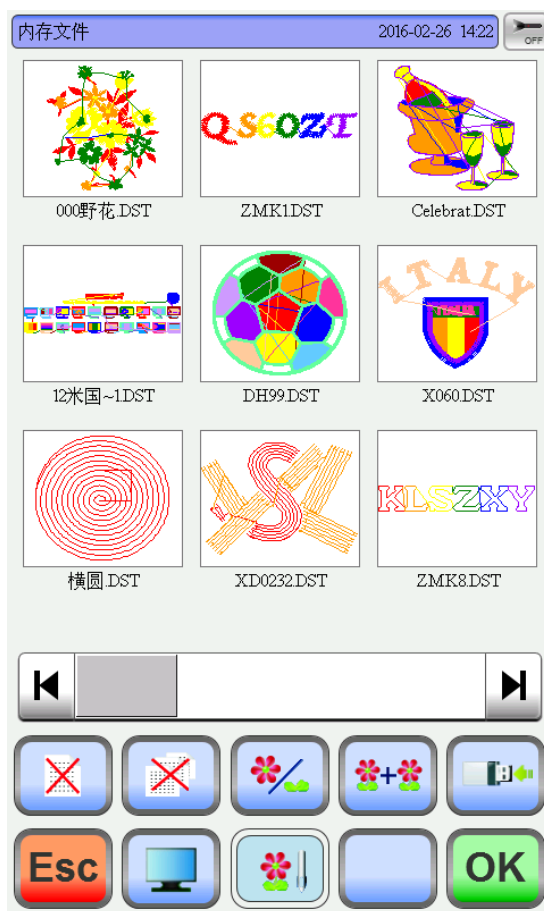 内存文件 2016-02-26 14:22
OFF
QS6OZT
000野花.DST ZMK1.DST Celebrat.DST
ITALY
ITALIA
12米国~1.DST DH99.DST X060.DST
S
KLSZXY
横圆.DST XD0232.DST ZMK8.DST
Esc OK